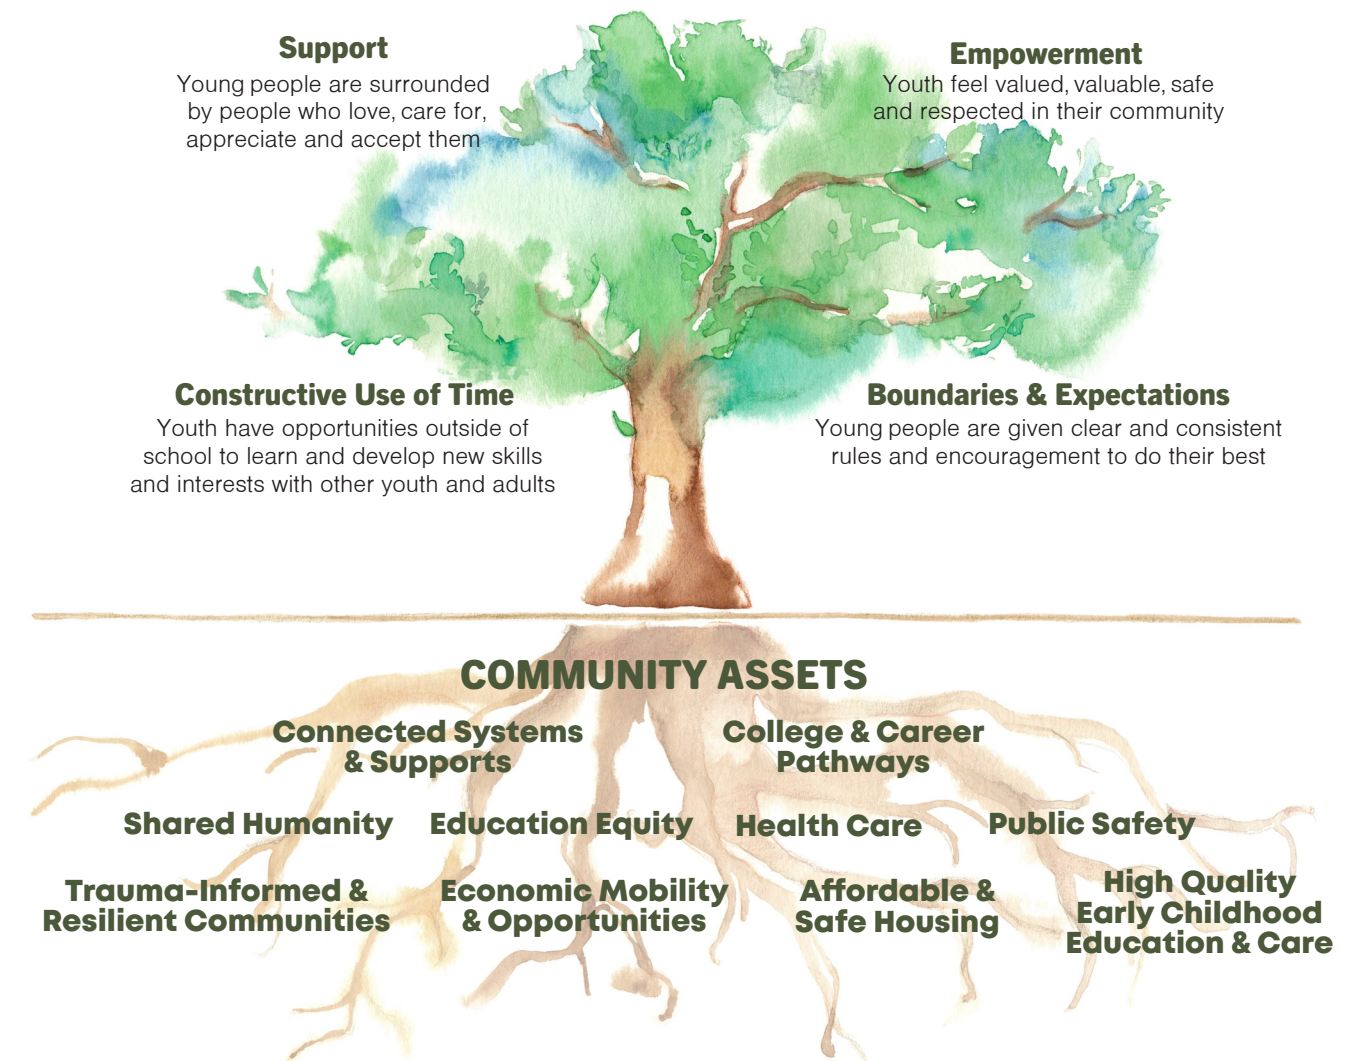 Support
Young people are surrounded
by people who love, care for,
appreciate and accept them
Empowerment
Youth feel valued, valuable, safe
and respected in their community
Constructive Use of Time
Youth have opportunities outside of
school to learn and develop new skills
and interests with other youth and adults
Boundaries & Expectations
Young people are given clear and consistent
rules and encouragement to do their best
COMMUNITY ASSETS
Connected Systems
& Supports
College & Career
Pathways
Shared Humanity
Education Equity
Health Care
Public Safety
Trauma-Informed &
Resilient Communities
Economic Mobility
& Opportunities
Affordable &
Safe Housing
High Quality
Early Childhood
Education & Care